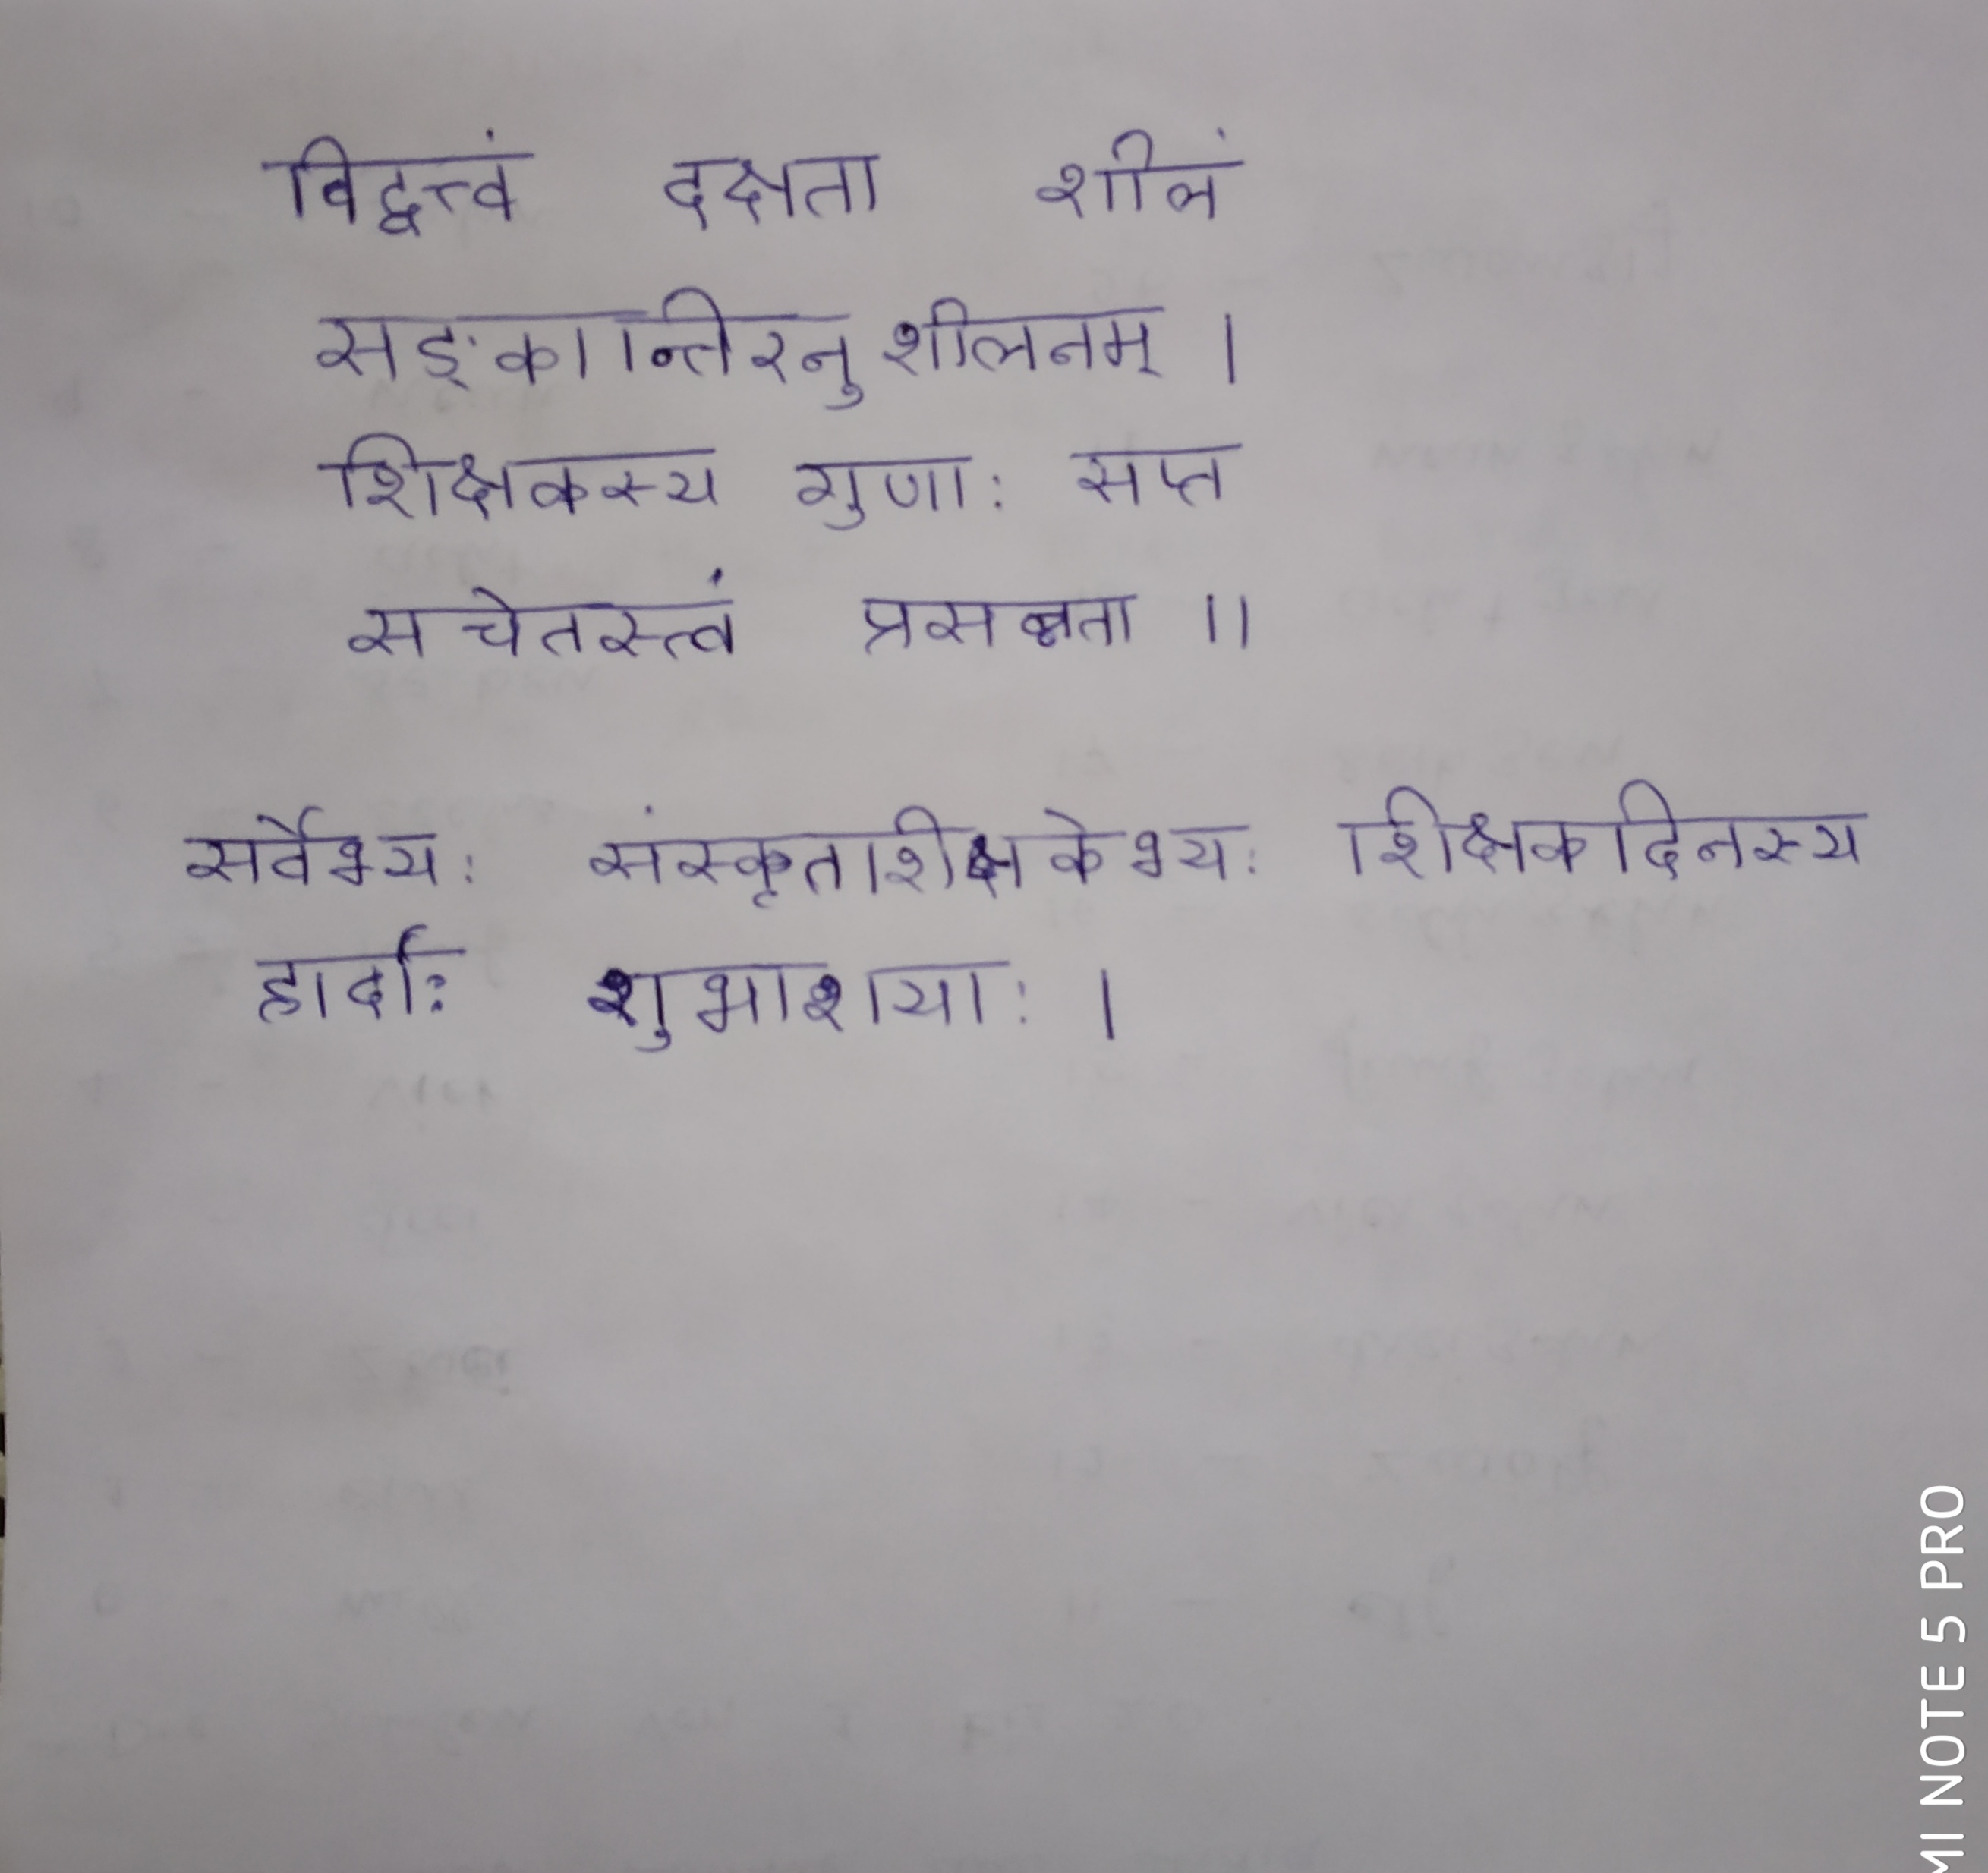 विद्वत्त्वं दक्षता शीलं
सङ्कान्तिरनुशीलनम् ।
शिक्षकस्य गुणाः सप्त
सचेतस्त्वं प्रसन्नता ।।
सर्वेभ्यः संस्कृतशिक्षकेभ्यः शिक्षकदिनस्य
हार्दाः शुभाशयाः ।
MI NOTE 5 PRO